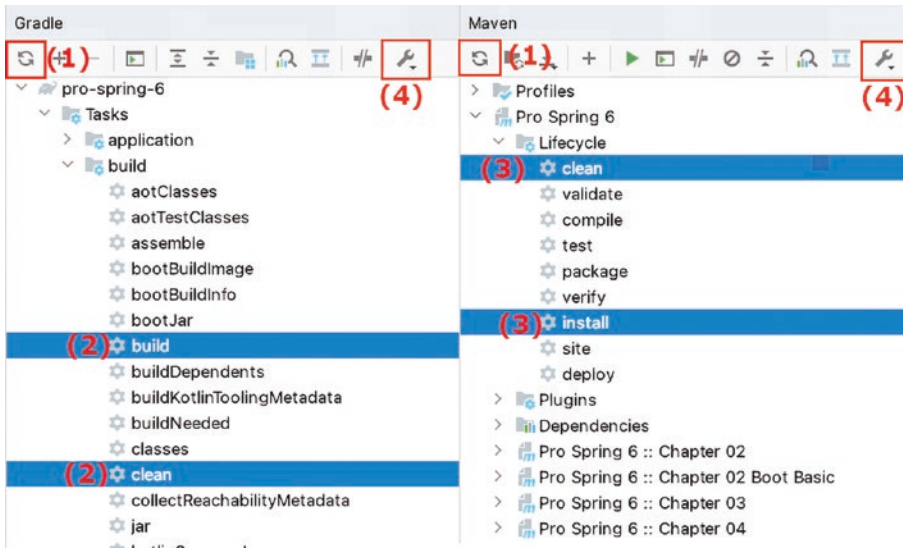 Gradle
(1)
(4)
pro-spring-6
Tasks
application
build
aotClasses
aotTestClasses
assemble
bootBuildImage
bootBuildInfo
bootJar
(2) build
buildDependents
buildKotlinToolingMetadata
buildNeeded
classes
(2) clean
collectReachabilityMetadata
jar
Maven
(1)
(4)
Profiles
Pro Spring 6
Lifecycle
(3) clean
validate
compile
test
package
verify
(3) install
site
deploy
Plugins
Dependencies
Pro Spring 6 :: Chapter 02
Pro Spring 6 :: Chapter 02 Boot Basic
Pro Spring 6 :: Chapter 03
Pro Spring 6 :: Chapter 04